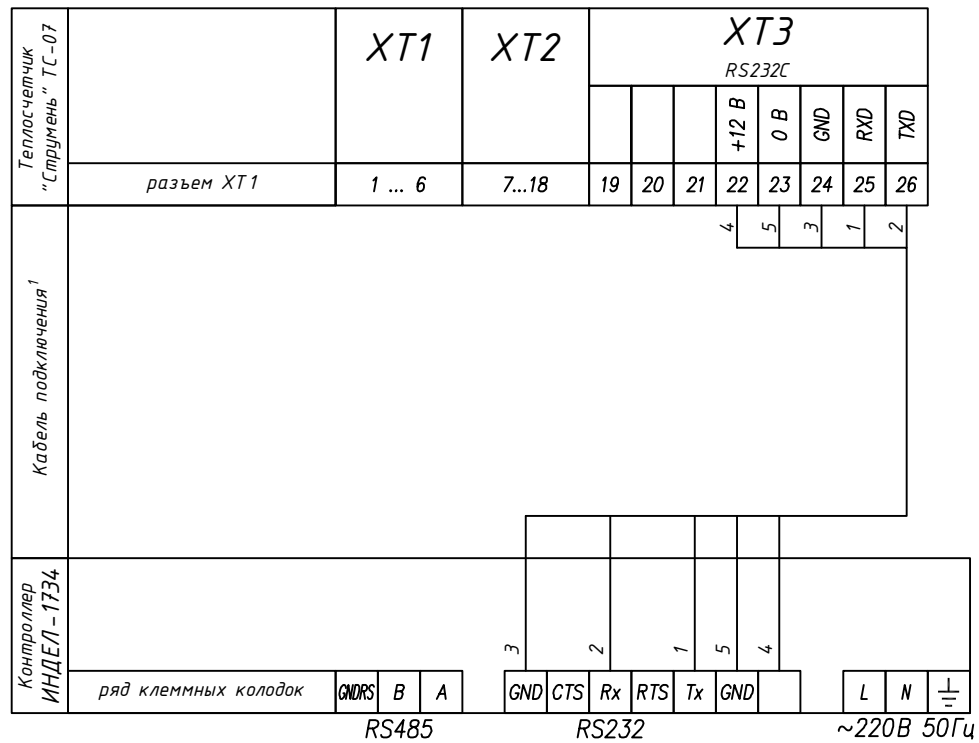 Теплосчетчик
"Струмень" ТС-07
XT1
XT2
XT3
RS232C
+12 В
0 В
GND
RXD
TXD
разъем XT1
1 ... 6
7...18
19
20
21
22
23
24
25
26
4
5
3
1
2
Кабель подключения¹
Контроллер
ИНДЕЛ-1734
3
2
1
5
4
ряд клеммных колодок
GNDRS
B
A
GND
CTS
Rx
RTS
Tx
GND
L
N
RS485
RS232
~220В 50Гц